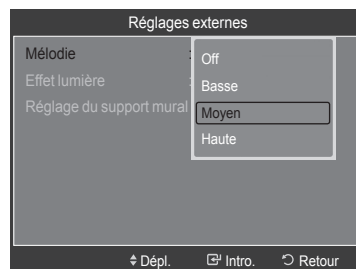 Réglages externes
Mélodie :
Effet lumière :
Réglage du support mural
Off
Basse
Moyen
Haute
Dépl. Intro. Retour